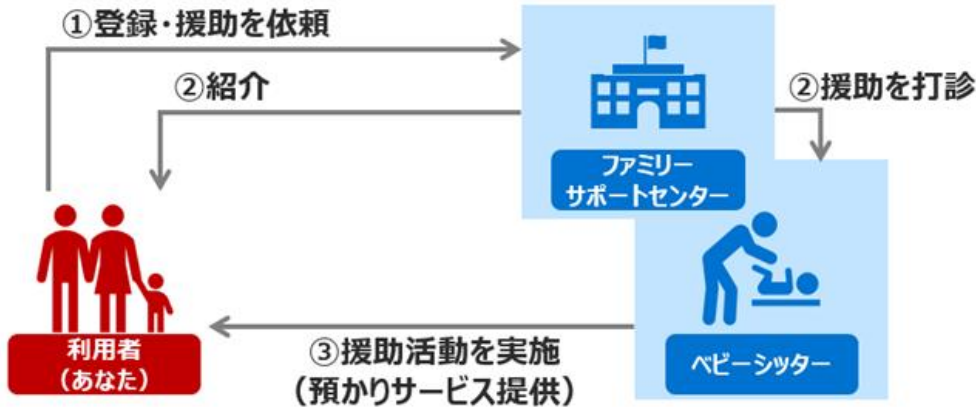 ①登録・援助を依頼
②紹介
②援助を打診
ファミリー
サポートセンター
利用者
（あなた）
③援助活動を実施
（預かりサービス提供）
ベビーシッター